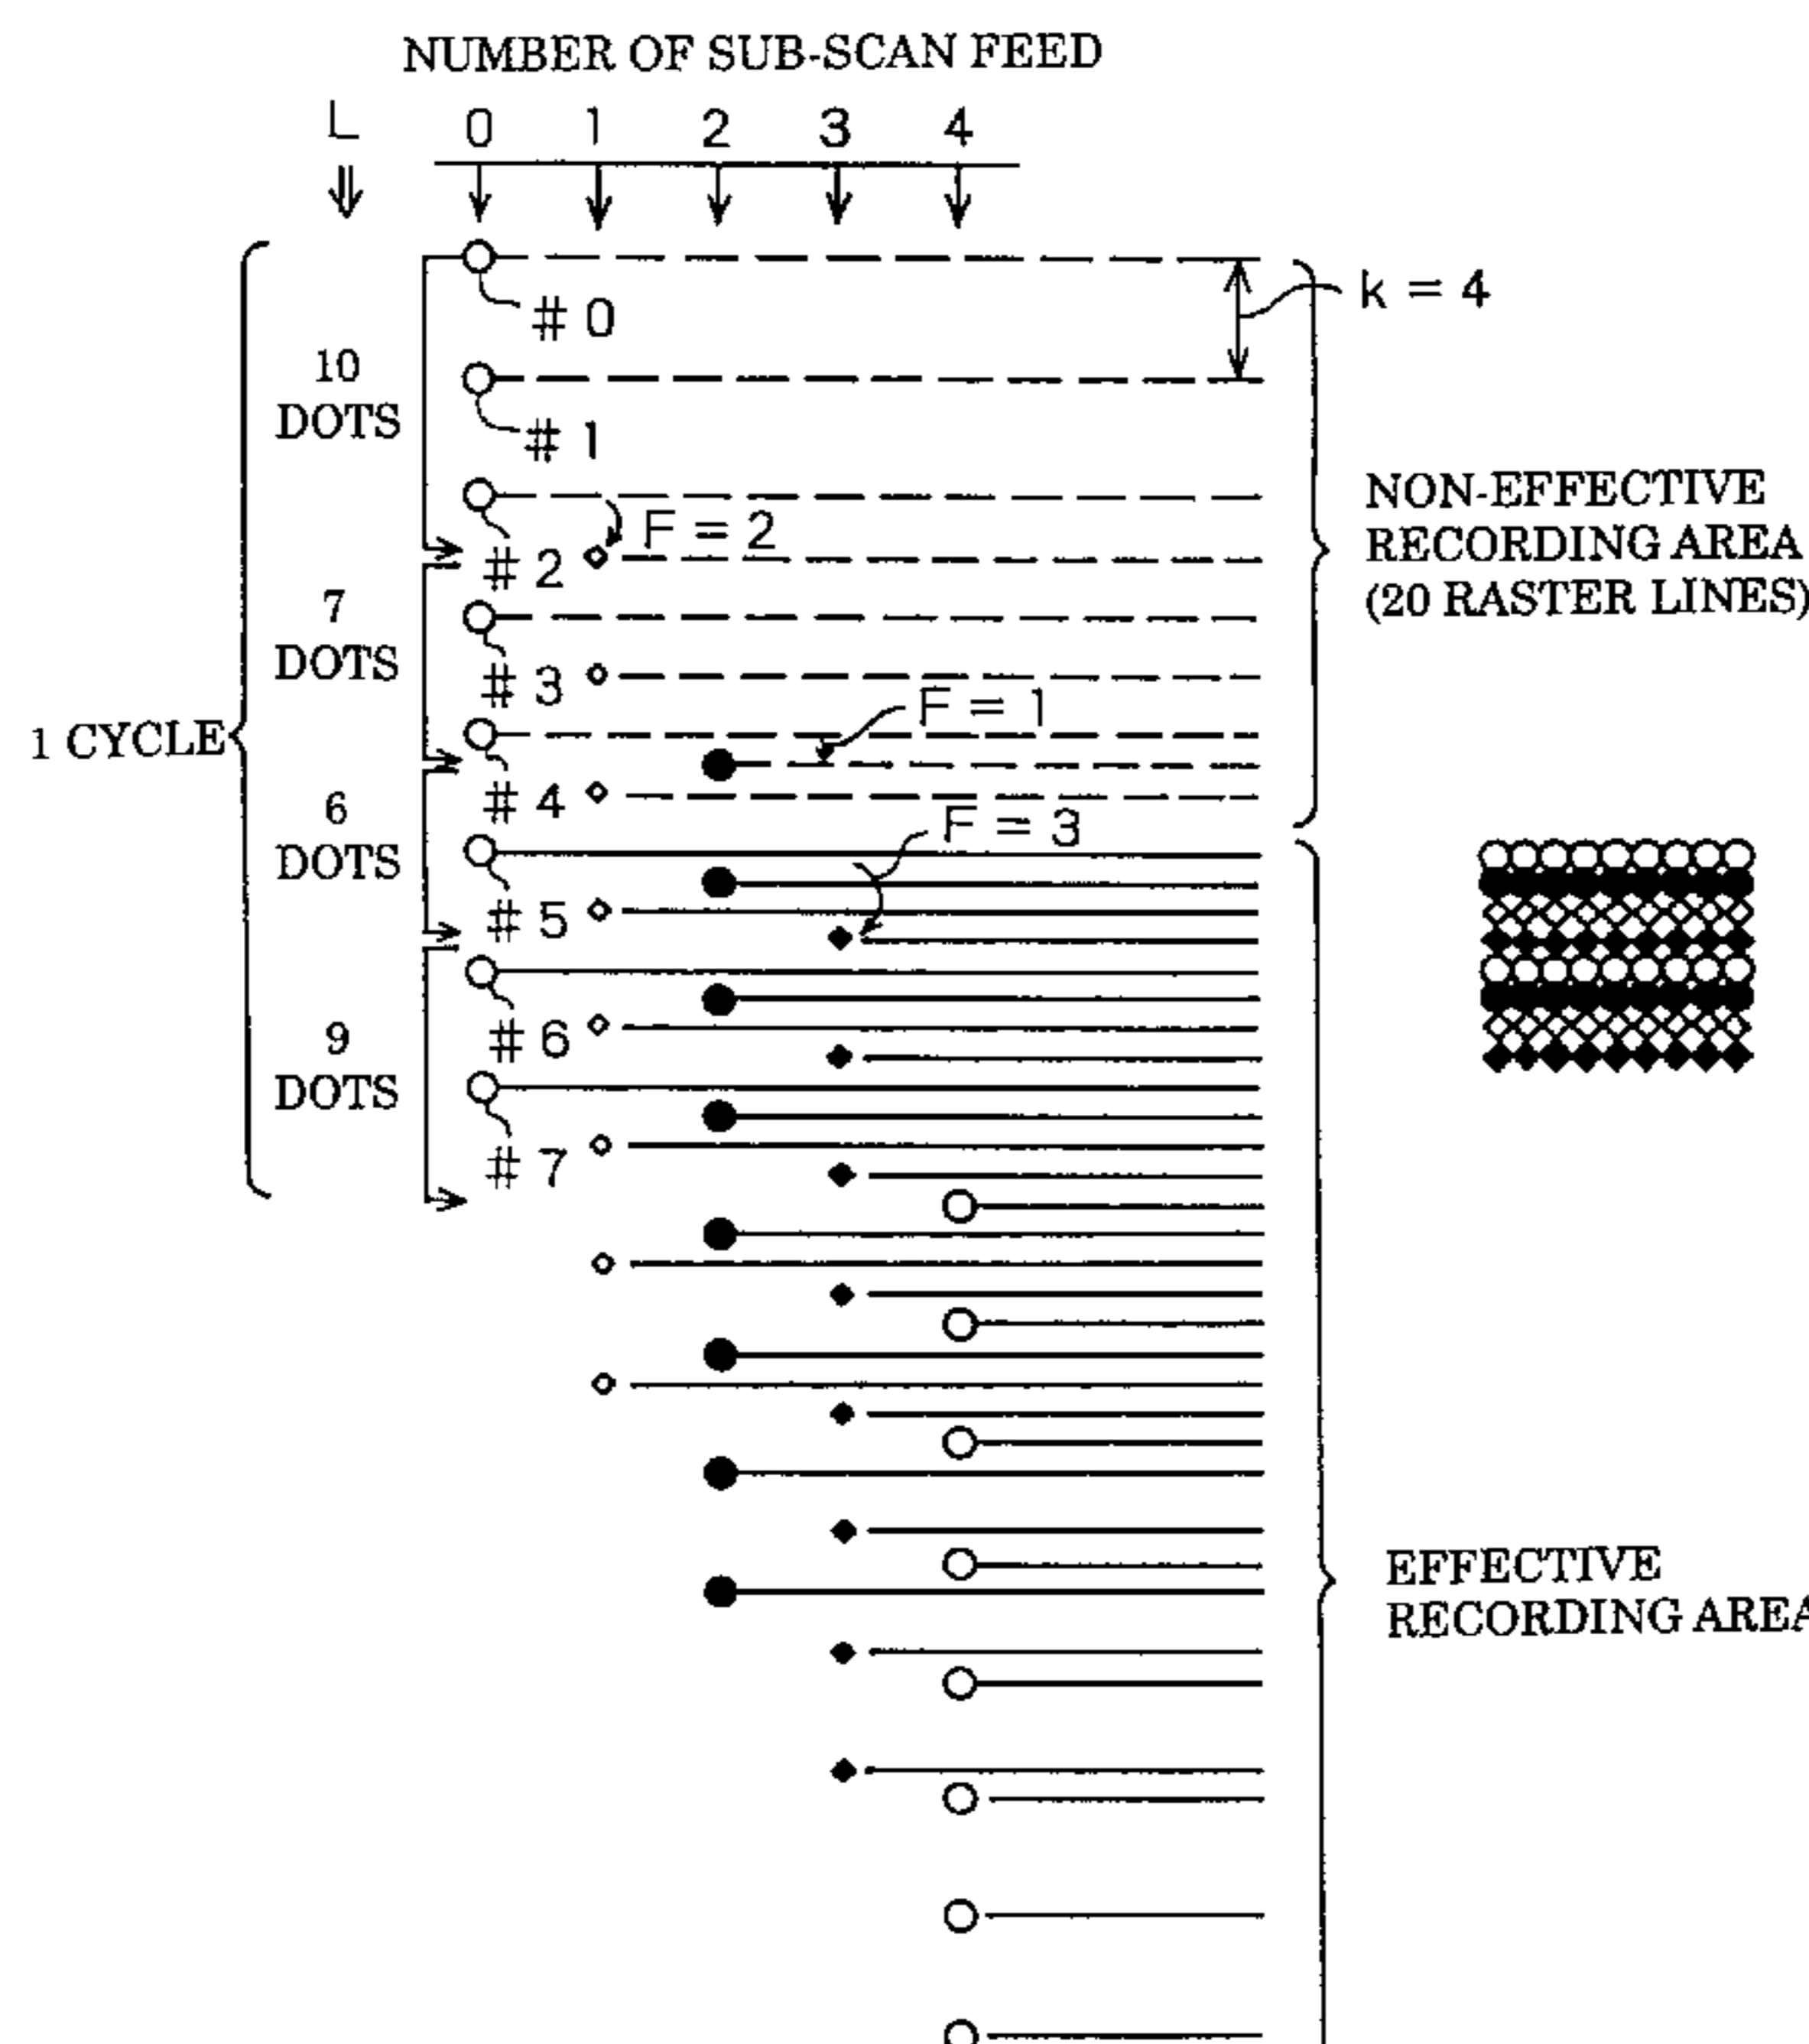 NUMBER OF SUB-SCAN FEED
L 0 1 2 3 4
k = 4
# 0
10
DOTS
# 1
NON-EFFECTIVE
RECORDING AREA
(20 RASTER LINES)
F = 2
# 2
7
DOTS
# 3
F = 1
1 CYCLE
# 4
6
DOTS
F = 3
# 5
9
DOTS
# 6
# 7
EFFECTIVE
RECORDING AREA